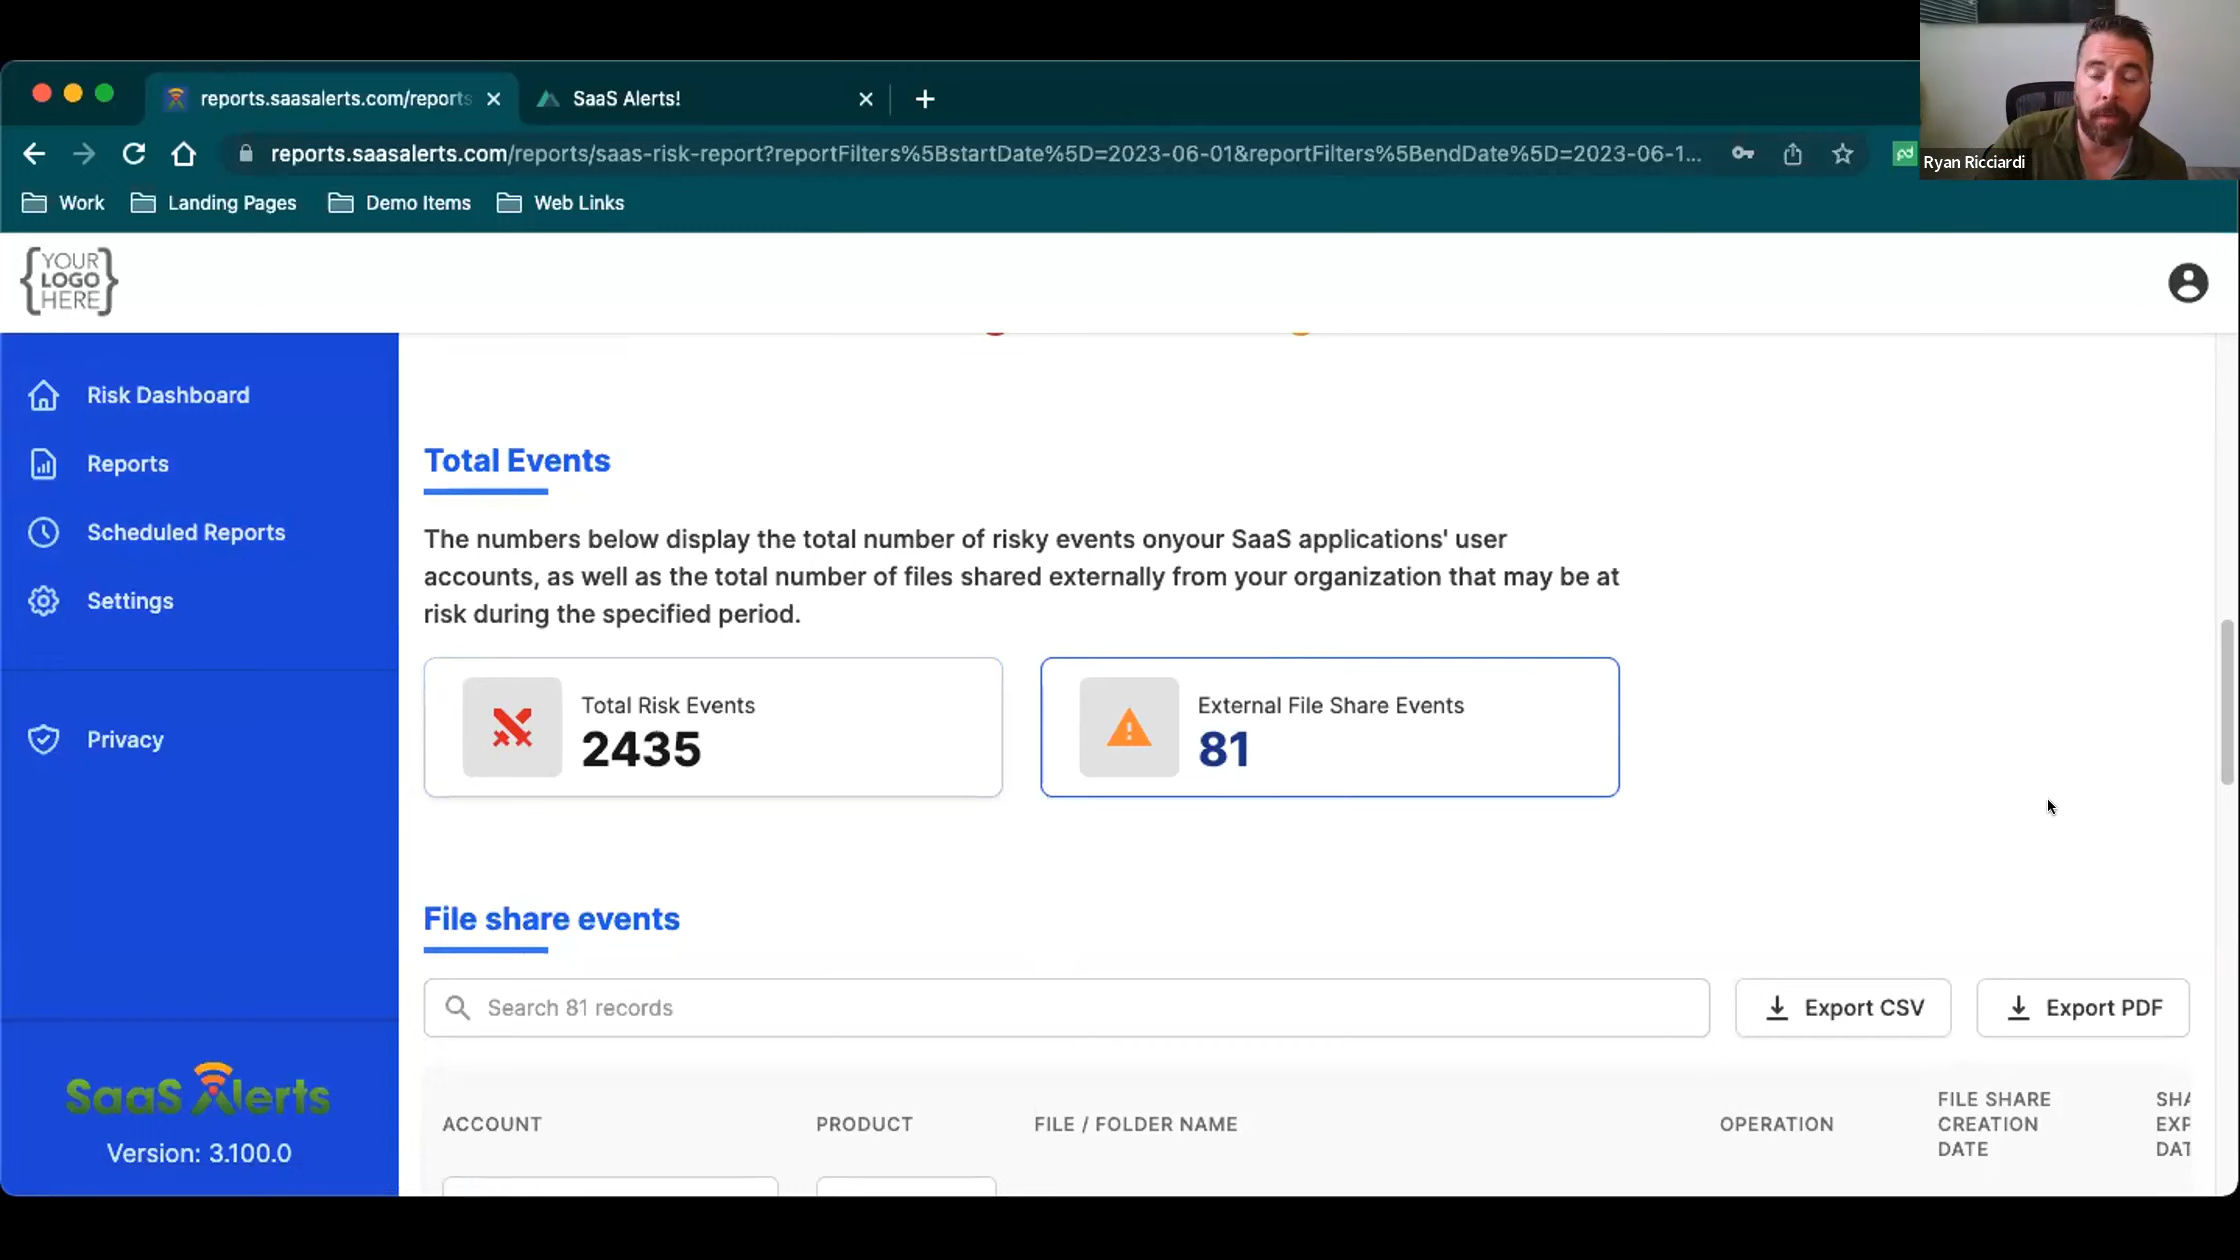 reports.saasalerts.com/reports
SaaS Alerts!
reports.saasalerts.com/reports/saas-risk-report?reportFilters%5BstartDate%5D=2023-06-01&reportFilters%5BendDate%5D=2023-06-1...
Ryan Ricciardi
Work
Landing Pages
Demo Items
Web Links
{YOUR
LOGO
HERE}
Risk Dashboard
Reports
Scheduled Reports
Settings
Privacy
SaaS Alerts
Version: 3.100.0
Total Events
The numbers below display the total number of risky events onyour SaaS applications' user
accounts, as well as the total number of files shared externally from your organization that may be at
risk during the specified period.
Total Risk Events
2435
External File Share Events
81
File share events
Search 81 records
Export CSV
Export PDF
ACCOUNT
PRODUCT
FILE / FOLDER NAME
OPERATION
FILE SHARE
CREATION
DATE
SHA
EXP
DAT